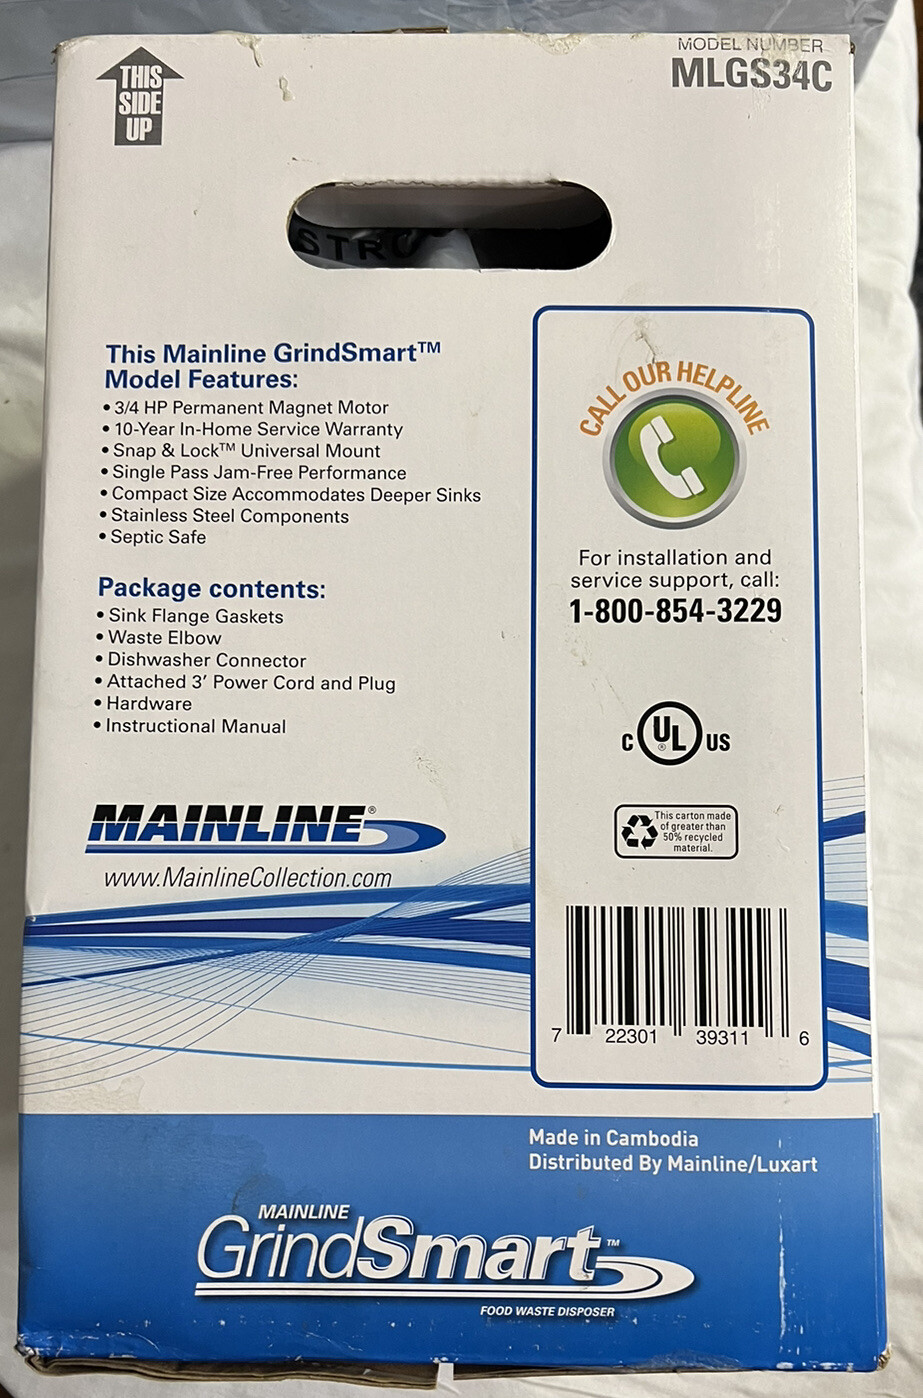 THIS
SIDE
UP
MODEL NUMBER
MLGS34C
STRO
This Mainline GrindSmart™
Model Features:
• 3/4 HP Permanent Magnet Motor
• 10-Year In-Home Service Warranty
• Snap & Lock™ Universal Mount
• Single Pass Jam-Free Performance
• Compact Size Accommodates Deeper Sinks
• Stainless Steel Components
• Septic Safe
Package contents:
• Sink Flange Gaskets
• Waste Elbow
• Dishwasher Connector
• Attached 3’ Power Cord and Plug
• Hardware
• Instructional Manual
MAINLINE®
www.MainlineCollection.com
CALL OUR HELPLINE
For installation and
service support, call:
1-800-854-3229
C UL® US
This carton made
of greater than
50% recycled
material.
7 22301 39311 6
Made in Cambodia
Distributed By Mainline/Luxart
MAINLINE
GrindSmart™
FOOD WASTE DISPOSER